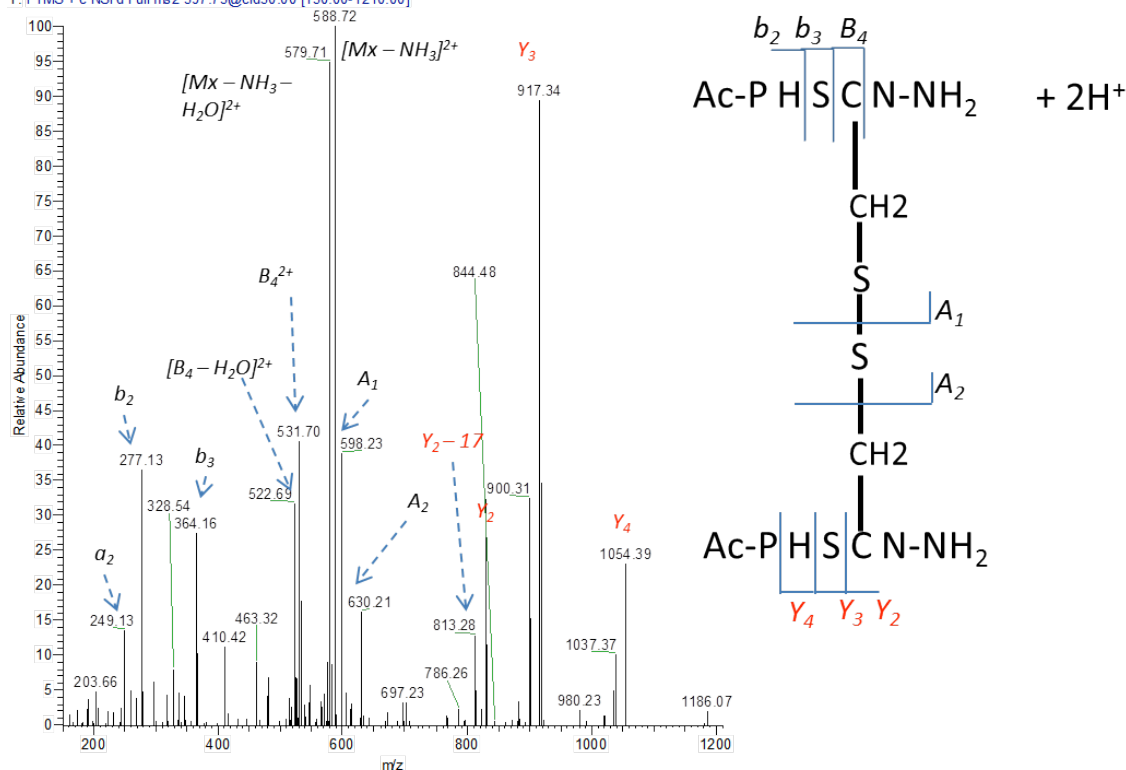 588.72
579.71
[Mx – NH3]2+
Y3
[Mx – NH3–
H2O]2+
917.34
B4 2+
844.48
[B4 – H2O]2+
A1
b2
531.70
598.23
Y2 – 17
277.13
b3
522.69
328.54
364.16
A2
900.31
Y2
Y4
a2
630.21
1054.39
249.13
463.32
813.28
410.42
1037.37
203.66
697.23
786.26
980.23
1186.07
100
95
90
85
80
75
70
65
60
55
50
45
40
35
30
25
20
15
10
5
0
Relative Abundance
200 400 600 800 1000 1200
m/z
b2 b3 B4
Ac-P H S C N-NH2 + 2H+
CH2
S
A1
S
A2
CH2
Ac-P H S C N-NH2
Y4 Y3 Y2